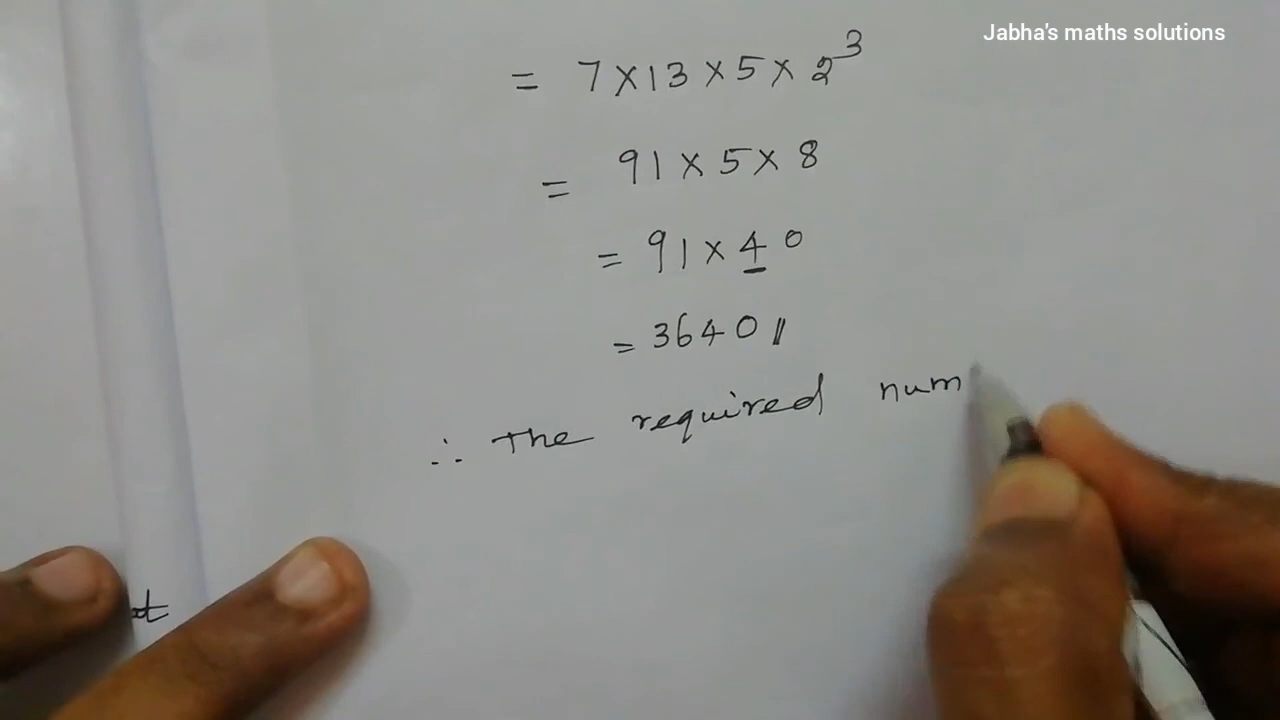 Jabha's maths solutions
= 7 × 13 × 5 × 2³
= 91 × 5 × 8
= 91 × 40
= 3640 //
∴ The required num